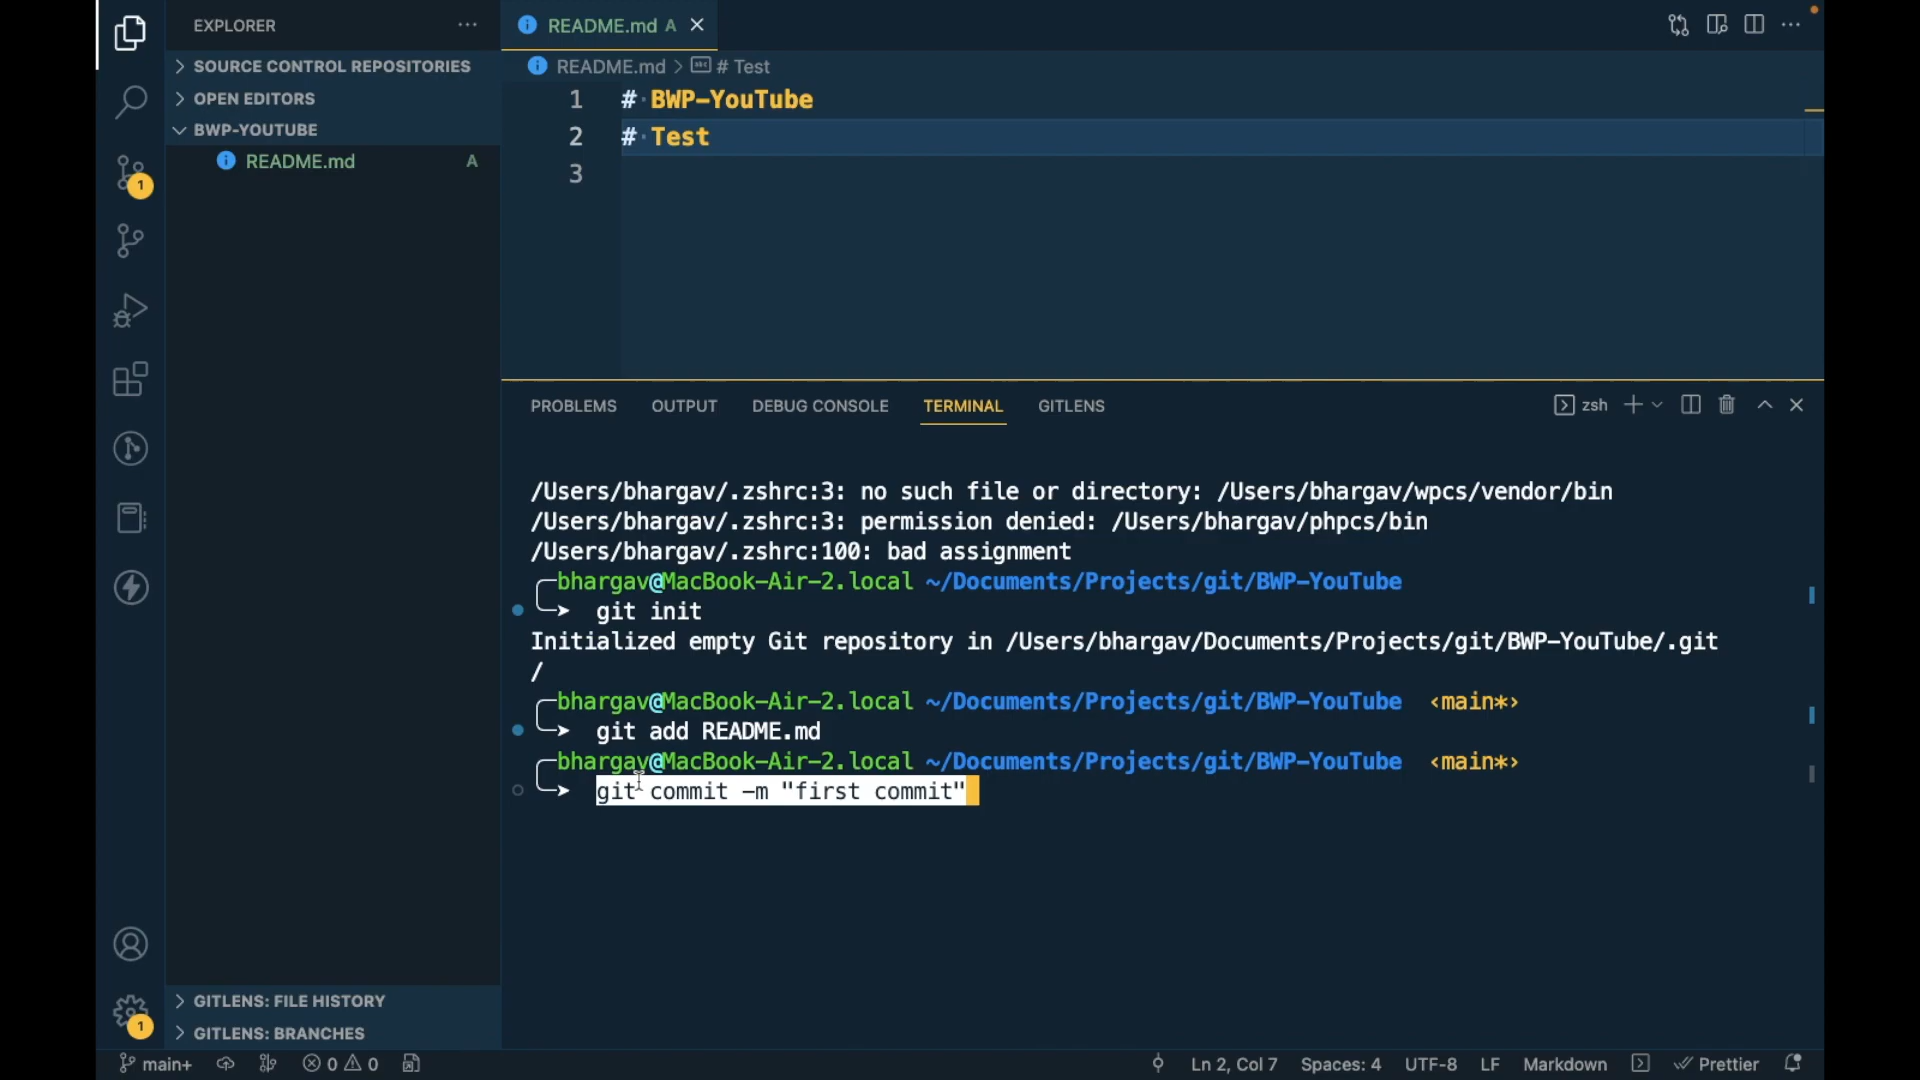 EXPLORER
SOURCE CONTROL REPOSITORIES
OPEN EDITORS
BWP-YOUTUBE
README.md A
README.md A
README.md > # Test
1 # BWP-YouTube
2 # Test
3
PROBLEMS OUTPUT DEBUG CONSOLE TERMINAL GITLENS
zsh
/Users/bhargav/.zshrc:3: no such file or directory: /Users/bhargav/wpcs/vendor/bin
/Users/bhargav/.zshrc:3: permission denied: /Users/bhargav/phpcs/bin
/Users/bhargav/.zshrc:100: bad assignment
bhargav@MacBook-Air-2.local ~/Documents/Projects/git/BWP-YouTube
git init
Initialized empty Git repository in /Users/bhargav/Documents/Projects/git/BWP-YouTube/.git
/
bhargav@MacBook-Air-2.local ~/Documents/Projects/git/BWP-YouTube ‹main*›
git add README.md
bhargav@MacBook-Air-2.local ~/Documents/Projects/git/BWP-YouTube ‹main*›
git commit -m "first commit"
1
1
GITLENS: FILE HISTORY
GITLENS: BRANCHES
main+ 0 0 Ln 2, Col 7 Spaces: 4 UTF-8 LF Markdown Prettier